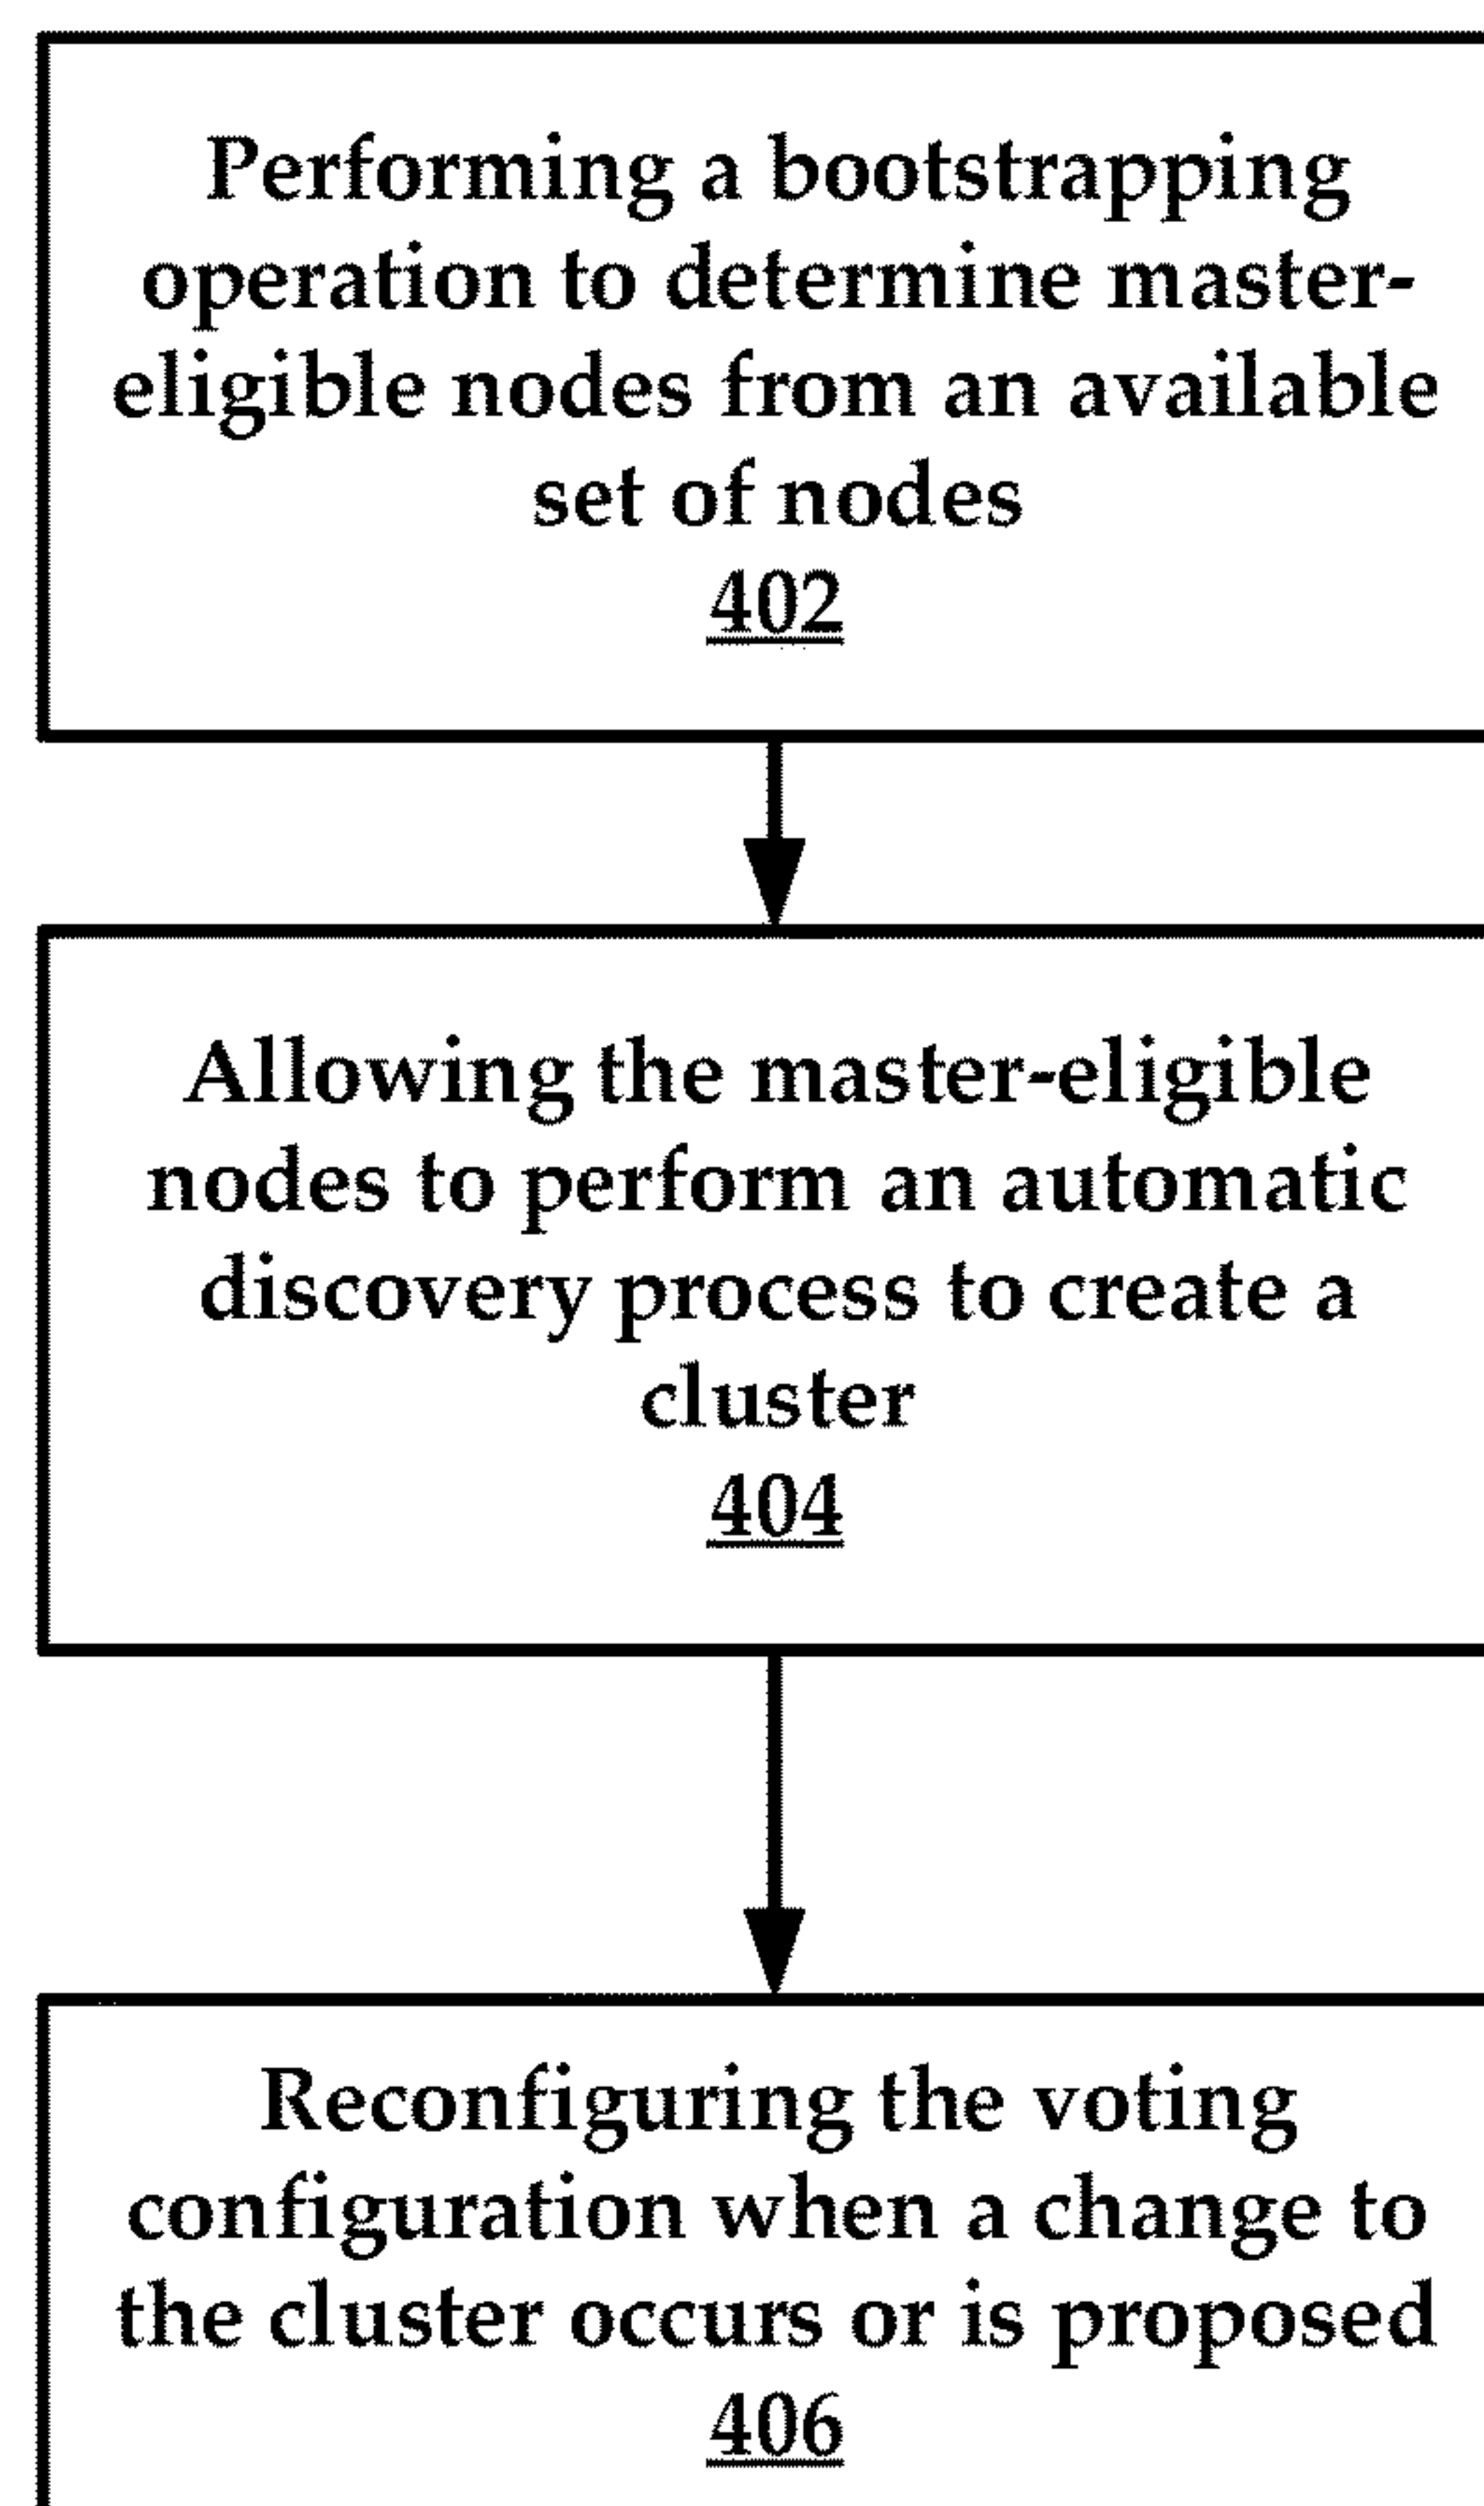 Performing a bootstrapping
operation to determine master-
eligible nodes from an available
set of nodes
402
Allowing the master-eligible
nodes to perform an automatic
discovery process to create a
cluster
404
Reconfiguring the voting
configuration when a change to
the cluster occurs or is proposed
406